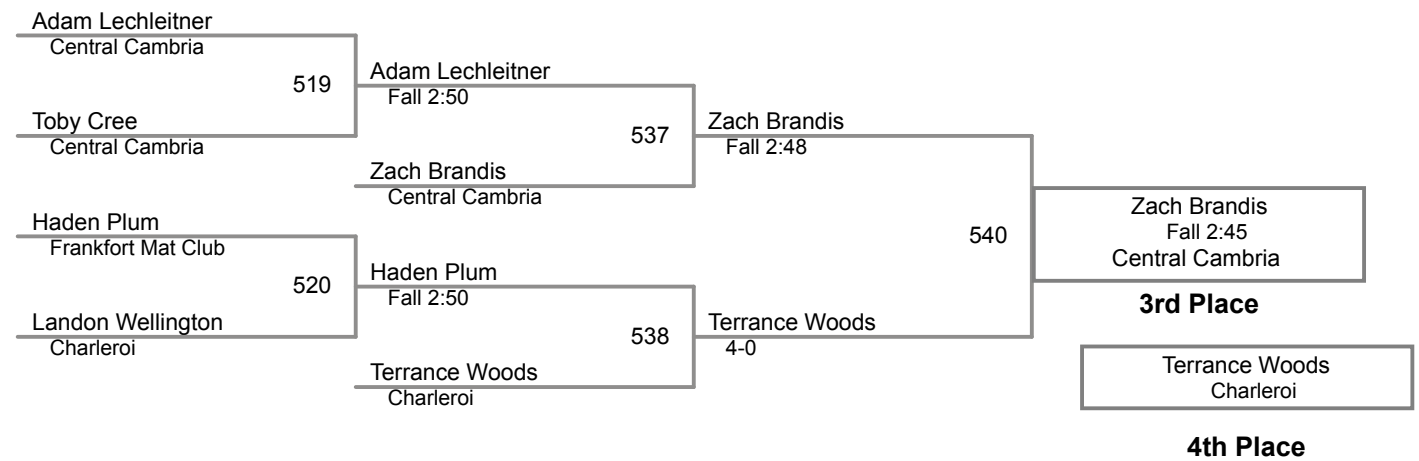 Adam Lechleitner
Central Cambria
519
Toby Cree
Central Cambria
Adam Lechleitner
Fall 2:50
537
Zach Brandis
Central Cambria
Zach Brandis
Fall 2:48
Haden Plum
Frankfort Mat Club
520
Landon Wellington
Charleroi
Haden Plum
Fall 2:50
538
Terrance Woods
Charleroi
Terrance Woods
4-0
540
Zach Brandis
Fall 2:45
Central Cambria
3rd Place
Terrance Woods
Charleroi
4th Place